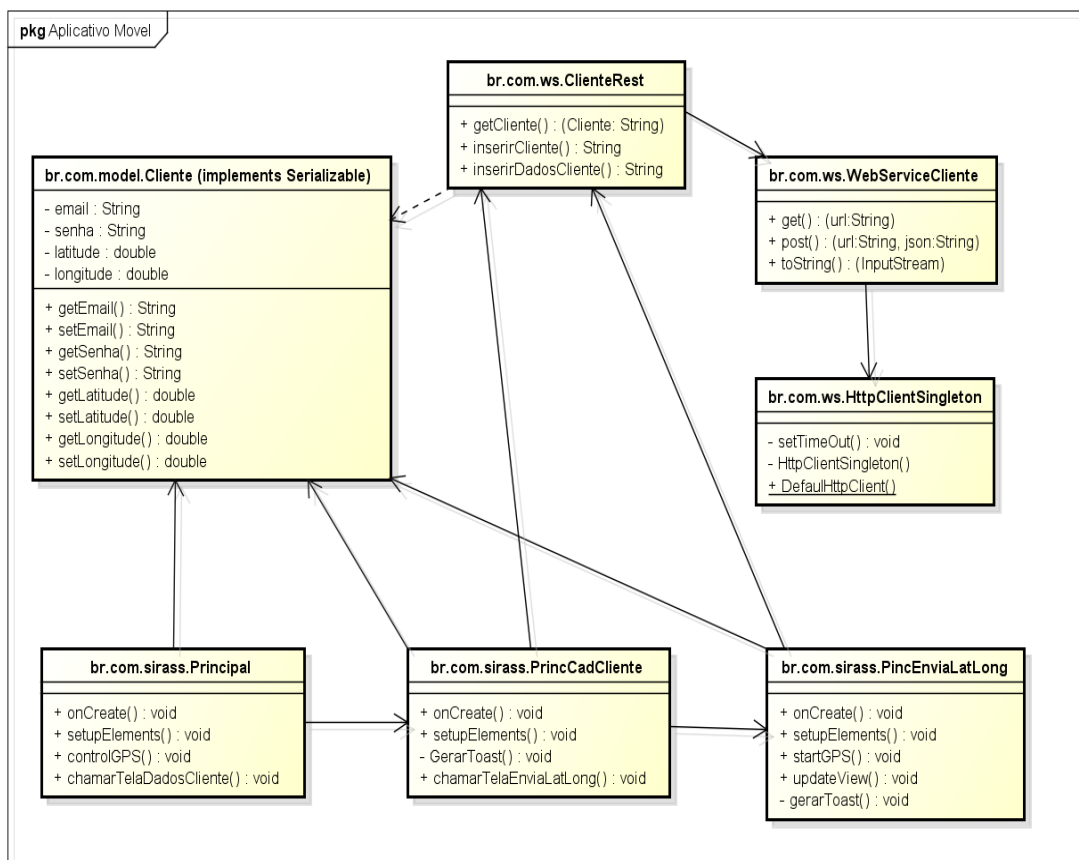 pkg Aplicativo Movel
br.com.ws.ClienteRest
+ getCliente() : (Cliente: String)
+ inserirCliente() : String
+ inserirDadosCliente() : String
br.com.model.Cliente (implements Serializable)
- email : String
- senha : String
- latitude : double
- longitude : double
+ getEmail() : String
+ setEmail() : String
+ getSenha() : String
+ setSenha() : String
+ getLatitude() : double
+ setLatitude() : double
+ getLongitude() : double
+ setLongitude() : double
br.com.ws.WebServiceCliente
+ get() : (url:String)
+ post() : (url:String, json:String)
+ toString() : (InputStream)
br.com.ws.HttpClientSingleton
- setTimeOut() : void
- HttpClientSingleton()
+ DefaulHttpClient()
br.com.sirass.Principal
+ onCreate() : void
+ setupElements() : void
+ controlGPS() : void
+ chamarTelaDadosCliente() : void
br.com.sirass.PrincCadCliente
+ onCreate() : void
+ setupElements() : void
- GerarToast() : void
+ chamarTelaEnviaLatLong() : void
br.com.sirass.PincEnviaLatLong
+ onCreate() : void
+ setupElements() : void
+ startGPS() : void
+ updateView() : void
- gerarToast() : void